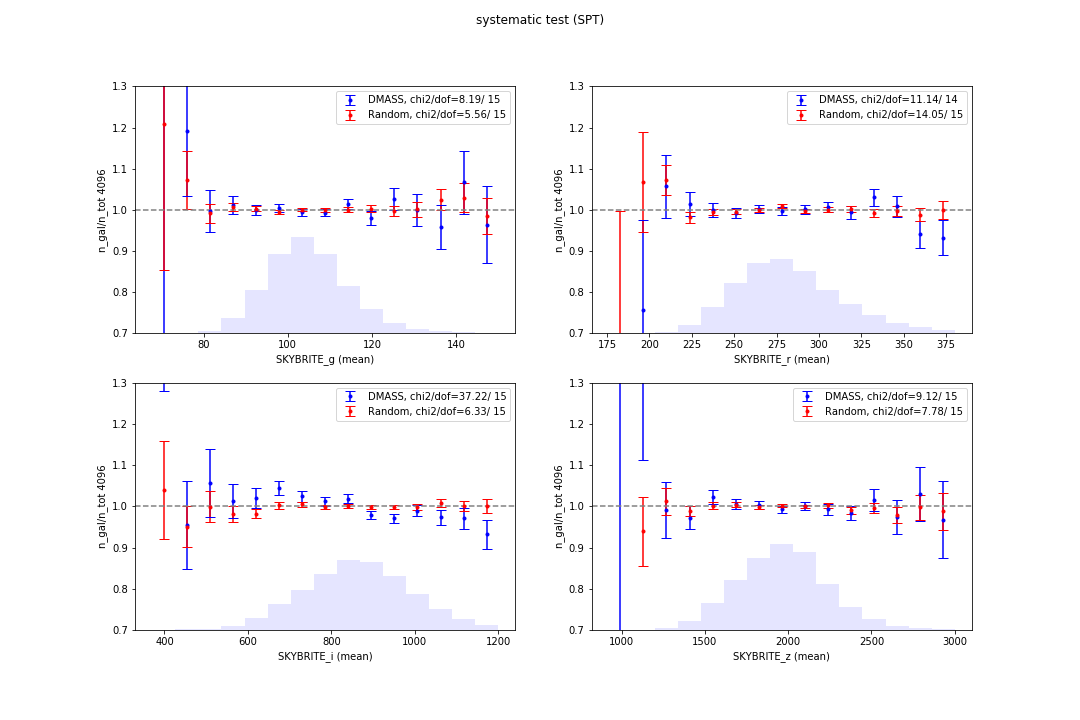 systematic test (SPT)
1.3
1.2
1.1
1.0
0.9
0.8
0.7
n_gal/n_tot 4096
DMASS, chi2/dof=8.19/ 15
Random, chi2/dof=5.56/ 15
80 100 120 140
SKYBRITE_g (mean)
1.3
1.2
1.1
1.0
0.9
0.8
0.7
n_gal/n_tot 4096
DMASS, chi2/dof=11.14/ 14
Random, chi2/dof=14.05/ 15
175 200 225 250 275 300 325 350 375
SKYBRITE_r (mean)
1.3
1.2
1.1
1.0
0.9
0.8
0.7
n_gal/n_tot 4096
DMASS, chi2/dof=37.22/ 15
Random, chi2/dof=6.33/ 15
400 600 800 1000 1200
SKYBRITE_i (mean)
1.3
1.2
1.1
1.0
0.9
0.8
0.7
n_gal/n_tot 4096
DMASS, chi2/dof=9.12/ 15
Random, chi2/dof=7.78/ 15
1000 1500 2000 2500 3000
SKYBRITE_z (mean)